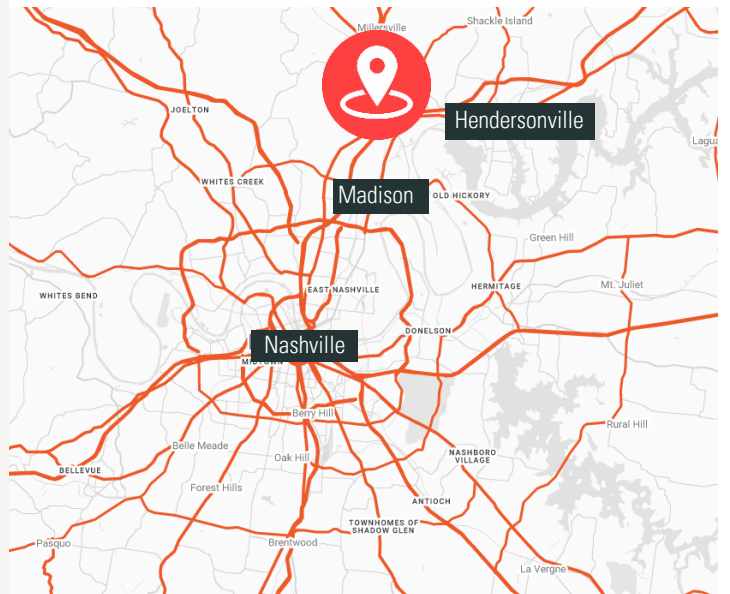 Millersville
Shackle Island
JOELTON
Hendersonville
WHITES CREEK
Madison
OLD HICKORY
Green Hill
HERMITAGE
Mt. Juliet
WHITES BEND
EAST NASHVILLE
DONELSON
Nashville
Berry Hill
Rural Hill
Belle Meade
Oak Hill
NASHBORO
VILLAGE
BELLEVUE
Forest Hills
ANTIOCH
TOWNHOMES OF
SHADOW GLEN
Pasquo
Brentwood
La Vergne